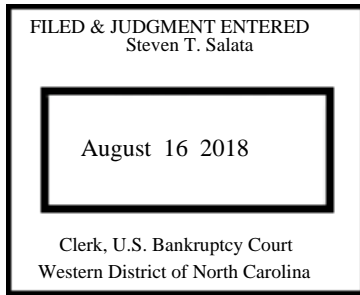 FILED & JUDGMENT ENTERED
Steven T. Salata
August 16 2018
Clerk, U.S. Bankruptcy Court
Western District of North Carolina